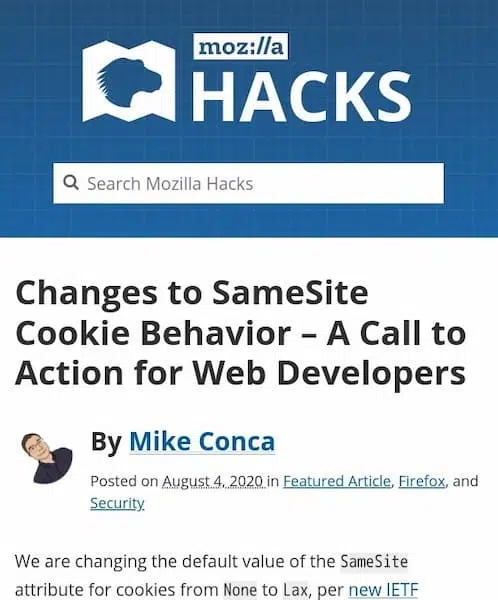 moz://a
HACKS
Search Mozilla Hacks
Changes to SameSite
Cookie Behavior – A Call to
Action for Web Developers
By Mike Conca
Posted on August 4, 2020 in Featured Article, Firefox, and
Security
We are changing the default value of the SameSite
attribute for cookies from None to Lax, per new IETF